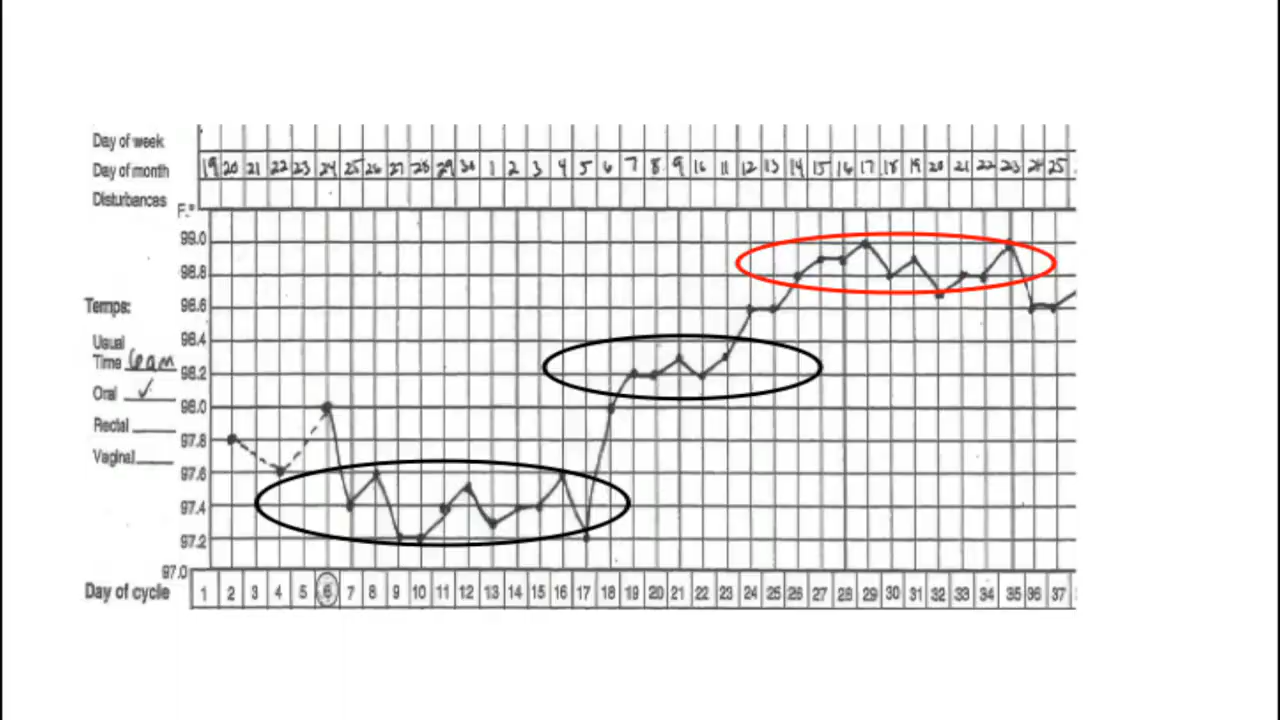 Day of week
Day of month 19 20 21 22 23 24 25 26 27 28 29 30 1 2 3 4 5 6 7 8 9 10 11 12 13 14 15 16 17 18 19 20 21 22 23 24 25
Disturbances
F.°
99.0
98.8
Temps: 98.6
98.4
Usual
Time 6am
98.2
Oral ✓
98.0
Rectal
97.8
Vaginal
97.6
97.4
97.2
97.0
Day of cycle 1 2 3 4 5 6 7 8 9 10 11 12 13 14 15 16 17 18 19 20 21 22 23 24 25 26 27 28 29 30 31 32 33 34 35 36 37